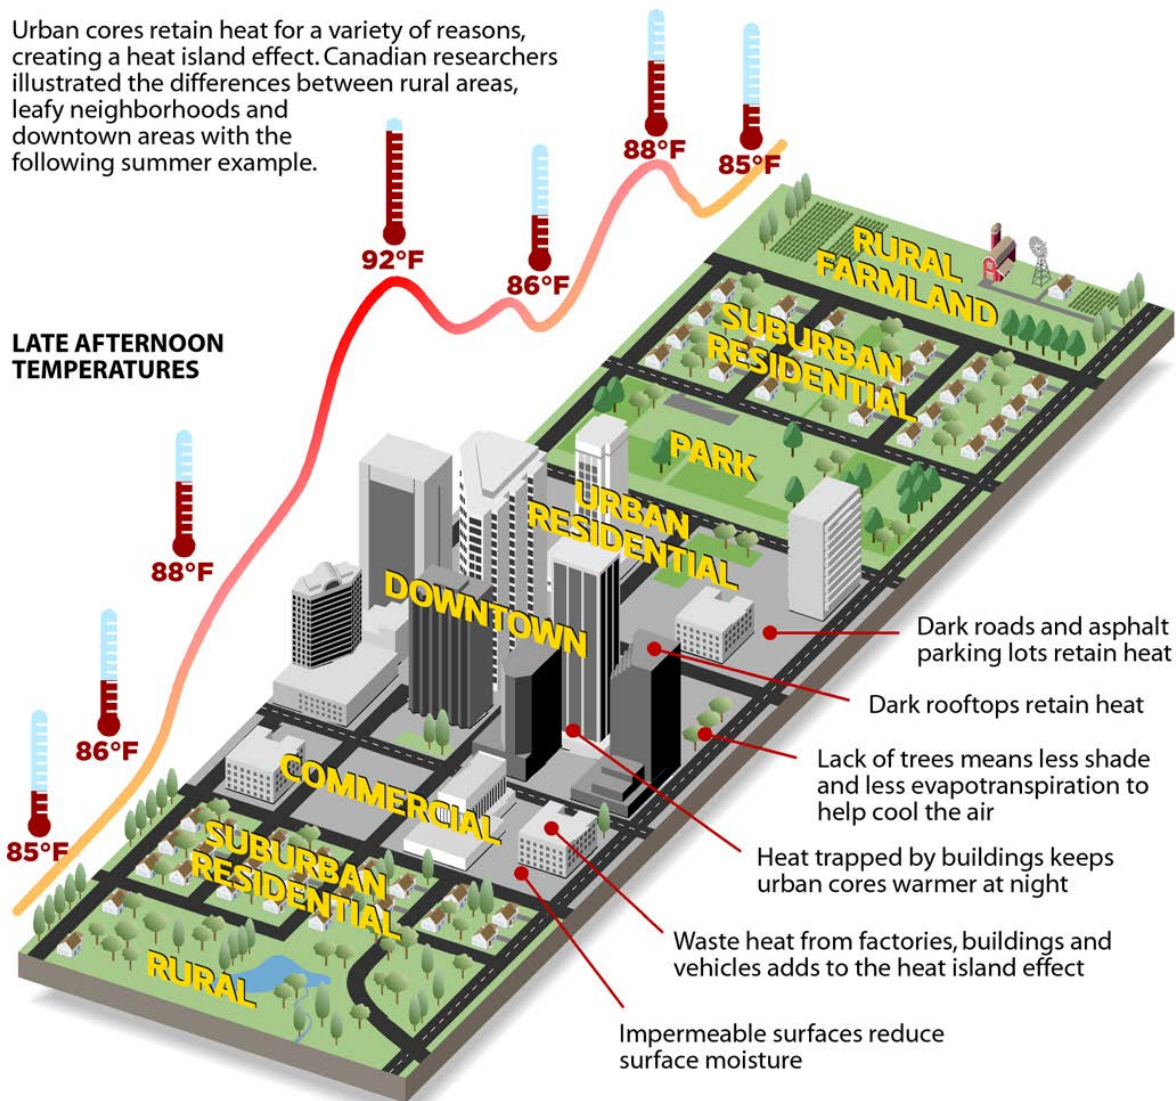 Urban cores retain heat for a variety of reasons,
creating a heat island effect. Canadian researchers
illustrated the differences between rural areas,
leafy neighborhoods and
downtown areas with the
following summer example.
88°F
85°F
92°F
86°F
LATE AFTERNOON
TEMPERATURES
88°F
86°F
85°F
RURAL
FARMLAND
SUBURBAN
RESIDENTIAL
PARK
URBAN
RESIDENTIAL
DOWNTOWN
COMMERCIAL
SUBURBAN
RESIDENTIAL
RURAL
Dark roads and asphalt
parking lots retain heat
Dark rooftops retain heat
Lack of trees means less shade
and less evapotranspiration to
help cool the air
Heat trapped by buildings keeps
urban cores warmer at night
Waste heat from factories, buildings and
vehicles adds to the heat island effect
Impermeable surfaces reduce
surface moisture